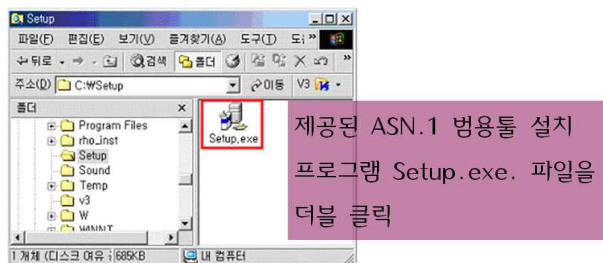 Setup
파일(F) 편집(E) 보기(V) 즐겨찾기(A) 도구(T) 도 »
뒤로 검색 폴더 »
주소(D) C:\Setup 이동 V3
폴더 ×
Program Files
rho_inst
Setup
Sound
Temp
v3
W
WINNT
Setup.exe
1 개체 (디스크 여유 685KB 내 컴퓨터
제공된 ASN.1 범용툴 설치
프로그램 Setup.exe. 파일을
더블 클릭